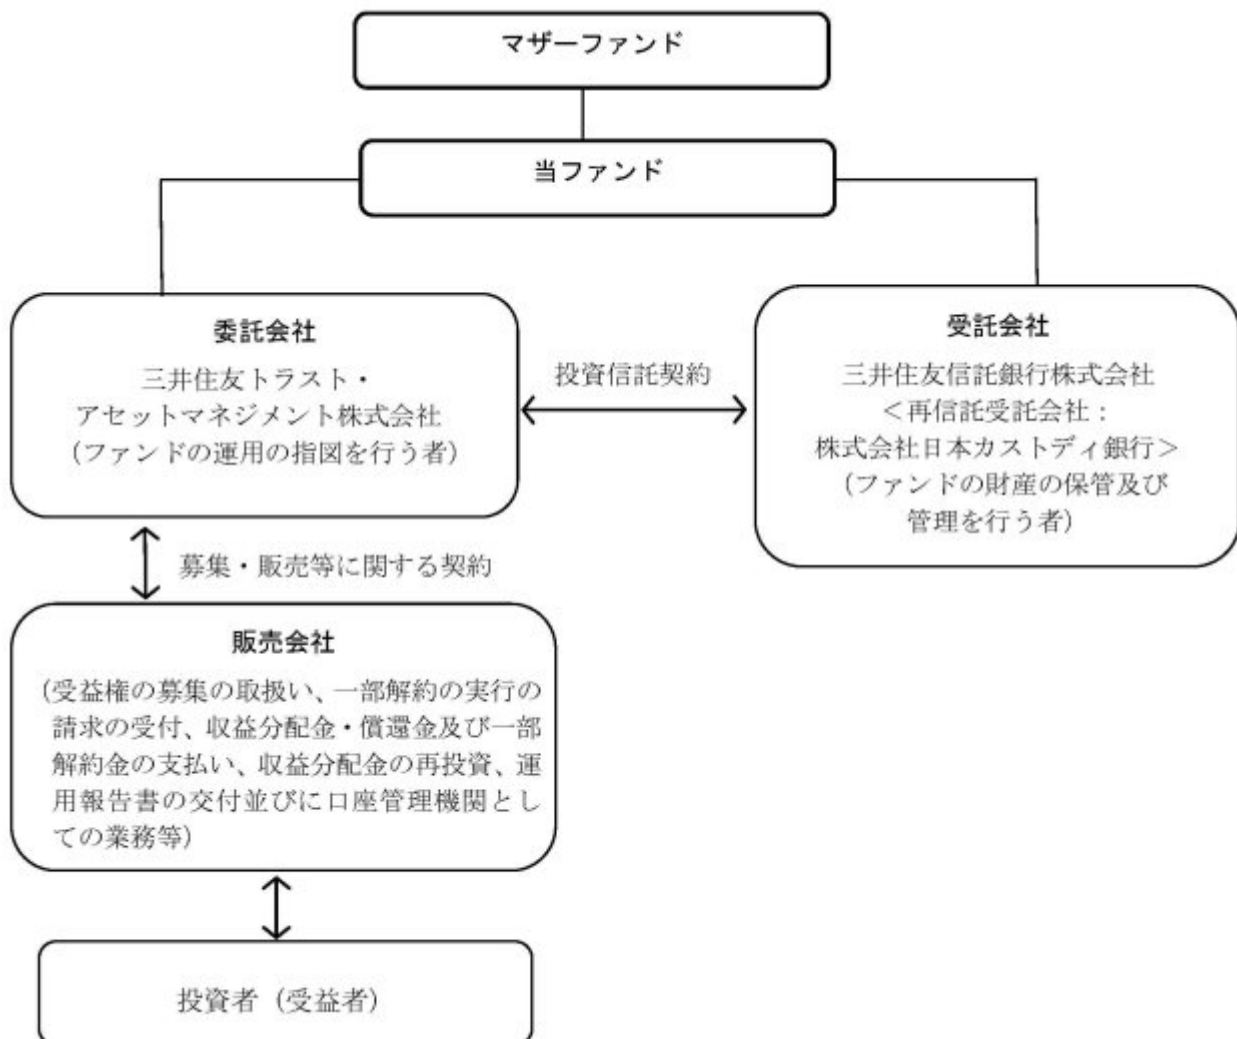 マザーファンド
当ファンド
委託会社
三井住友トラスト・
アセットマネジメント株式会社
(ファンドの運用の指図を行う者)
投資信託契約
受託会社
三井住友信託銀行株式会社
<再信託受託会社:
株式会社日本カストディ銀行>
(ファンドの財産の保管及び
管理を行う者)
募集・販売等に関する契約
販売会社
(受益権の募集の取扱い、一部解約の実行の
請求の受付、収益分配金・償還金及び一部
解約金の支払い、収益分配金の再投資、運
用報告書の交付並びに口座管理機関とし
ての業務等)
投資者(受益者)